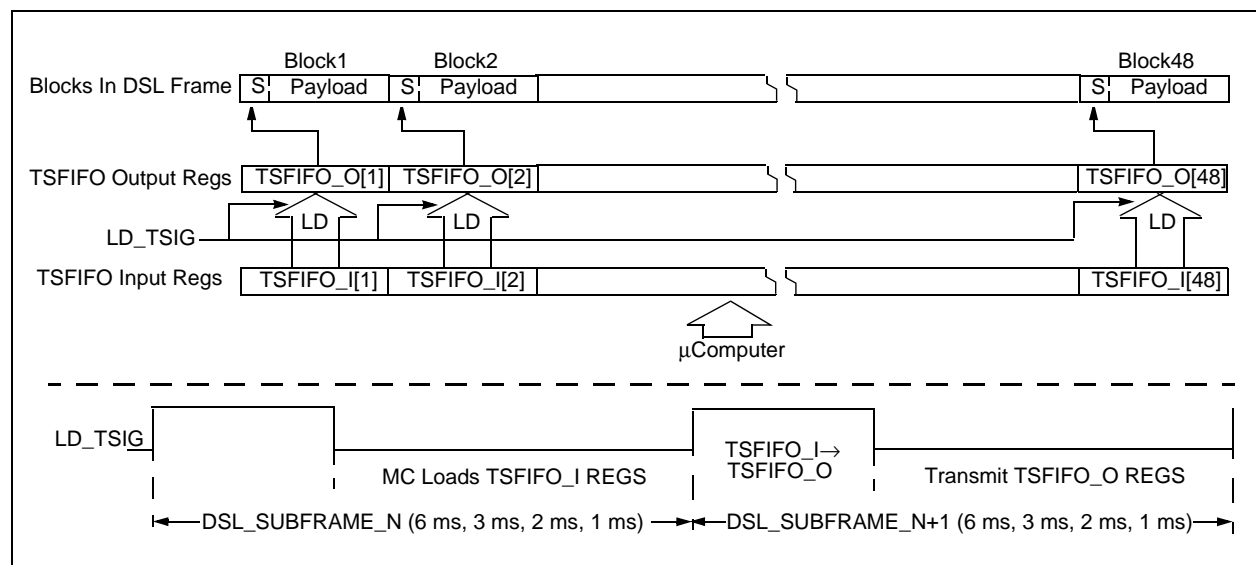 Block1 Block2 Block48
Blocks In DSL Frame S Payload S Payload S Payload
TSFIFO Output Regs TSFIFO_O[1] TSFIFO_O[2] TSFIFO_O[48]
LD LD LD
LD_TSIG
TSFIFO Input Regs TSFIFO_I[1] TSFIFO_I[2] TSFIFO_I[48]
μComputer
LD_TSIG
TSFIFO_I→
TSFIFO_O
MC Loads TSFIFO_I REGS Transmit TSFIFO_O REGS
DSL_SUBFRAME_N (6 ms, 3 ms, 2 ms, 1 ms) DSL_SUBFRAME_N+1 (6 ms, 3 ms, 2 ms, 1 ms)